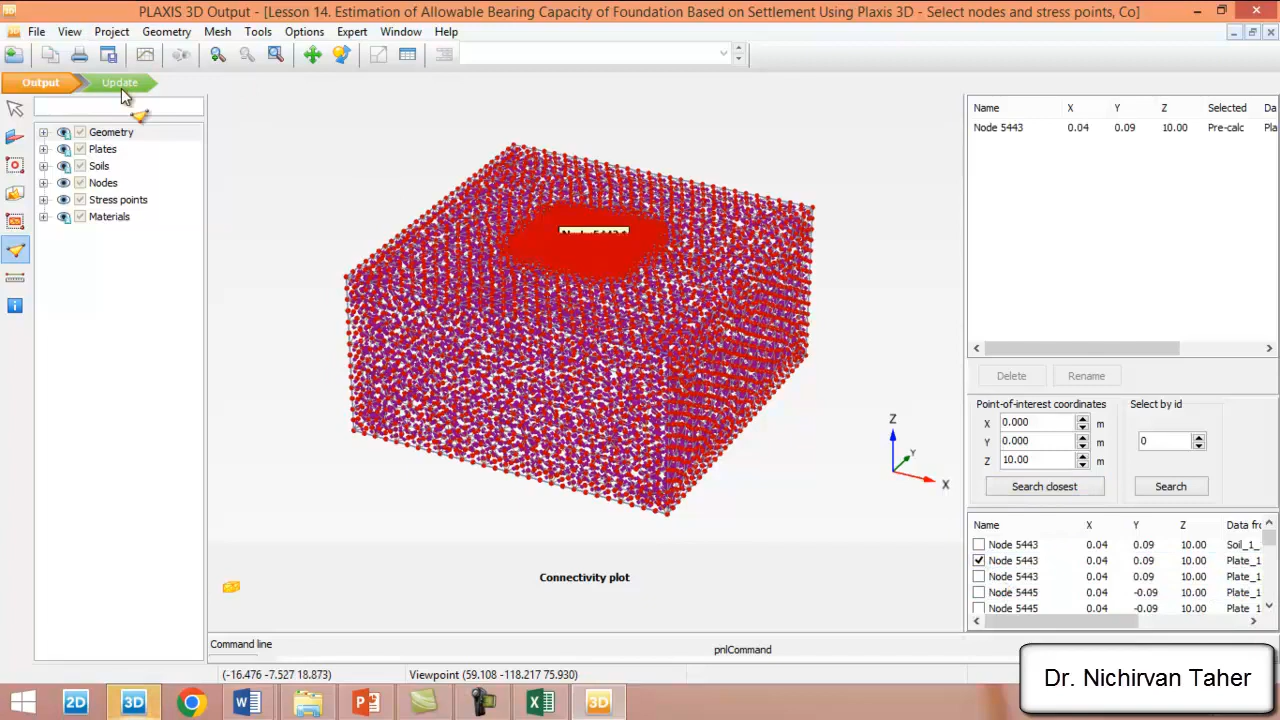 PLAXIS 3D Output - [Lesson 14. Estimation of Allowable Bearing Capacity of Foundation Based on Settlement Using Plaxis 3D - Select nodes and stress points, Co]
File View Project Geometry Mesh Tools Options Expert Window Help
Output Update
Geometry
Plates
Soils
Nodes
Stress points
Materials
Connectivity plot
Name X Y Z Selected Da
Node 5443 0.04 0.09 10.00 Pre-calc Pla
Delete Rename
Point-of-interest coordinates Select by id
X 0.000 m
Y 0.000 m 0
Z 10.00 m
Search closest Search
Name X Y Z Data fro
Node 5443 0.04 0.09 10.00 Soil_1_
Node 5443 0.04 0.09 10.00 Plate_1
Node 5443 0.04 0.09 10.00 Plate_1
Node 5445 0.04 -0.09 10.00 Plate_1
Node 5445 0.04 -0.09 10.00 Plate_1
Z
Y
X
Command line pnlCommand
(-16.476 -7.527 18.873) Viewpoint (59.108 -118.217 75.930)
2D 3D
Dr. Nichirvan Taher